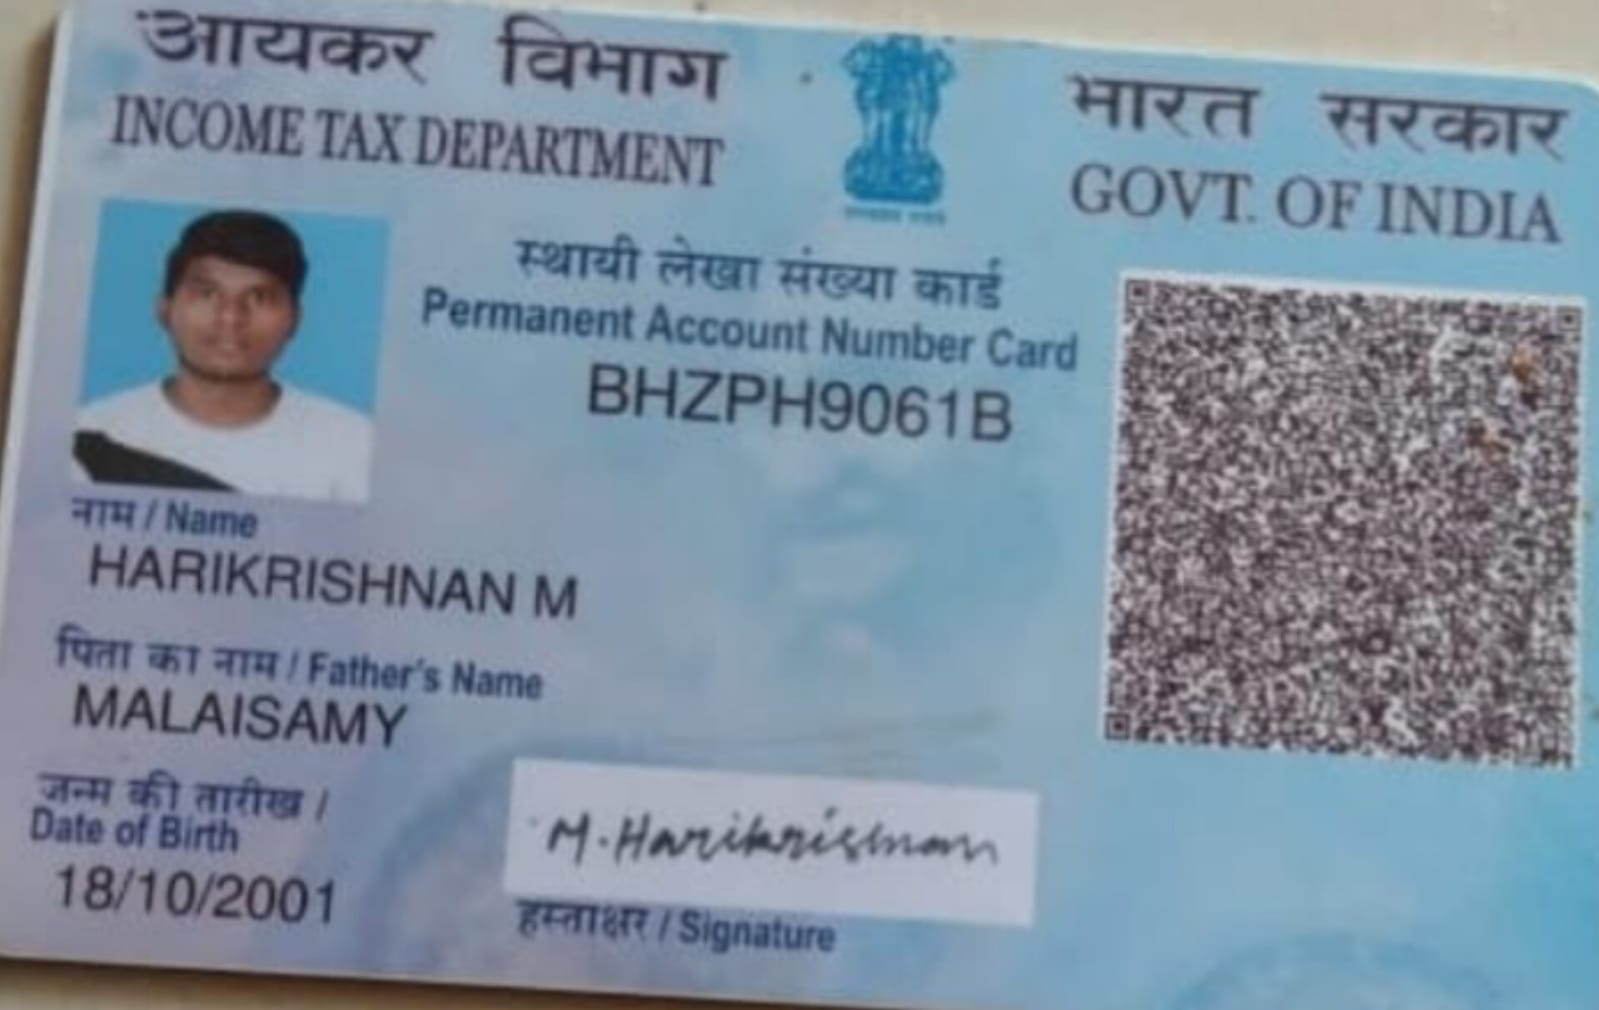 आयकर विभाग
INCOME TAX DEPARTMENT
भारत सरकार
GOVT. OF INDIA
स्थायी लेखा संख्या कार्ड
Permanent Account Number Card
BHZPH9061B
नाम / Name
HARIKRISHNAN M
पिता का नाम / Father's Name
MALAISAMY
जन्म की तारीख /
Date of Birth
18/10/2001
M. Harikrishnan
हस्ताक्षर / Signature